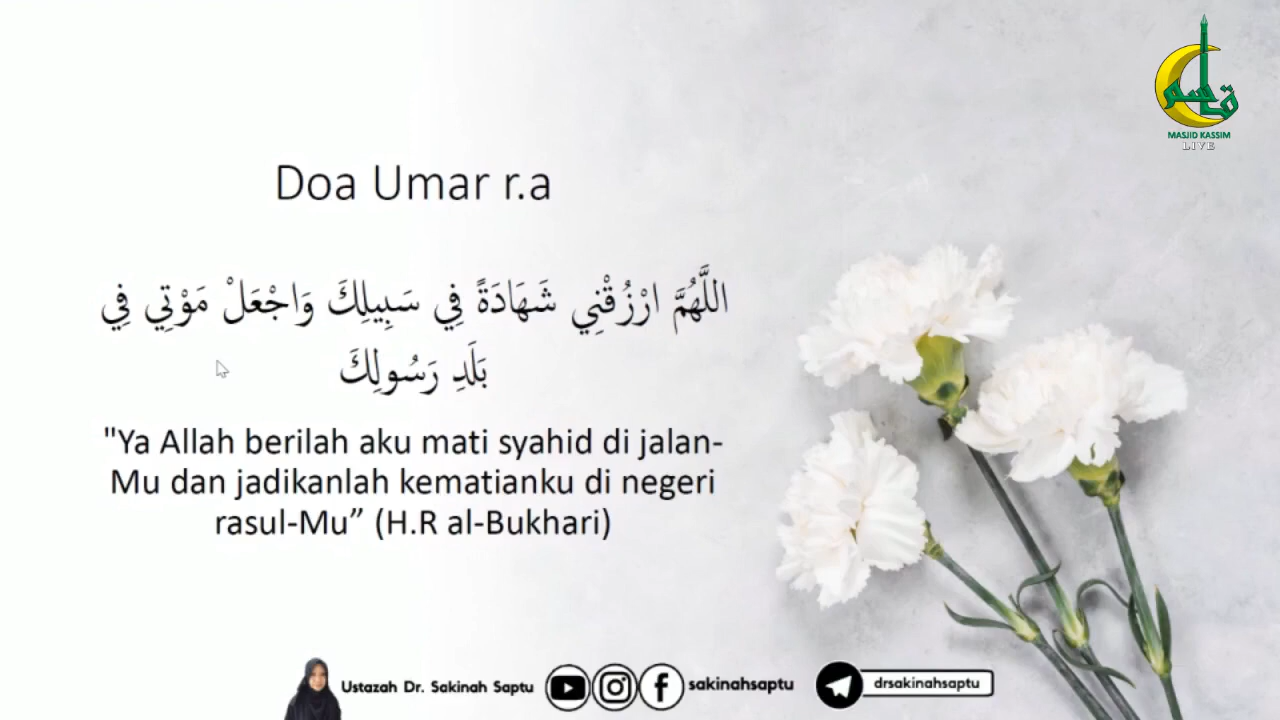 قاسم
MASJID KASSIM
LIVE
Doa Umar r.a
اللَّهُمَّ ارْزُقْنِي شَهَادَةً فِي سَبِيلِكَ وَاجْعَلْ مَوْتِي فِي
بَلَدِ رَسُولِكَ
"Ya Allah berilah aku mati syahid di jalan-
Mu dan jadikanlah kematianku di negeri
rasul-Mu” (H.R al-Bukhari)
Ustazah Dr. Sakinah Saptu
sakinahsaptu
drsakinahsaptu